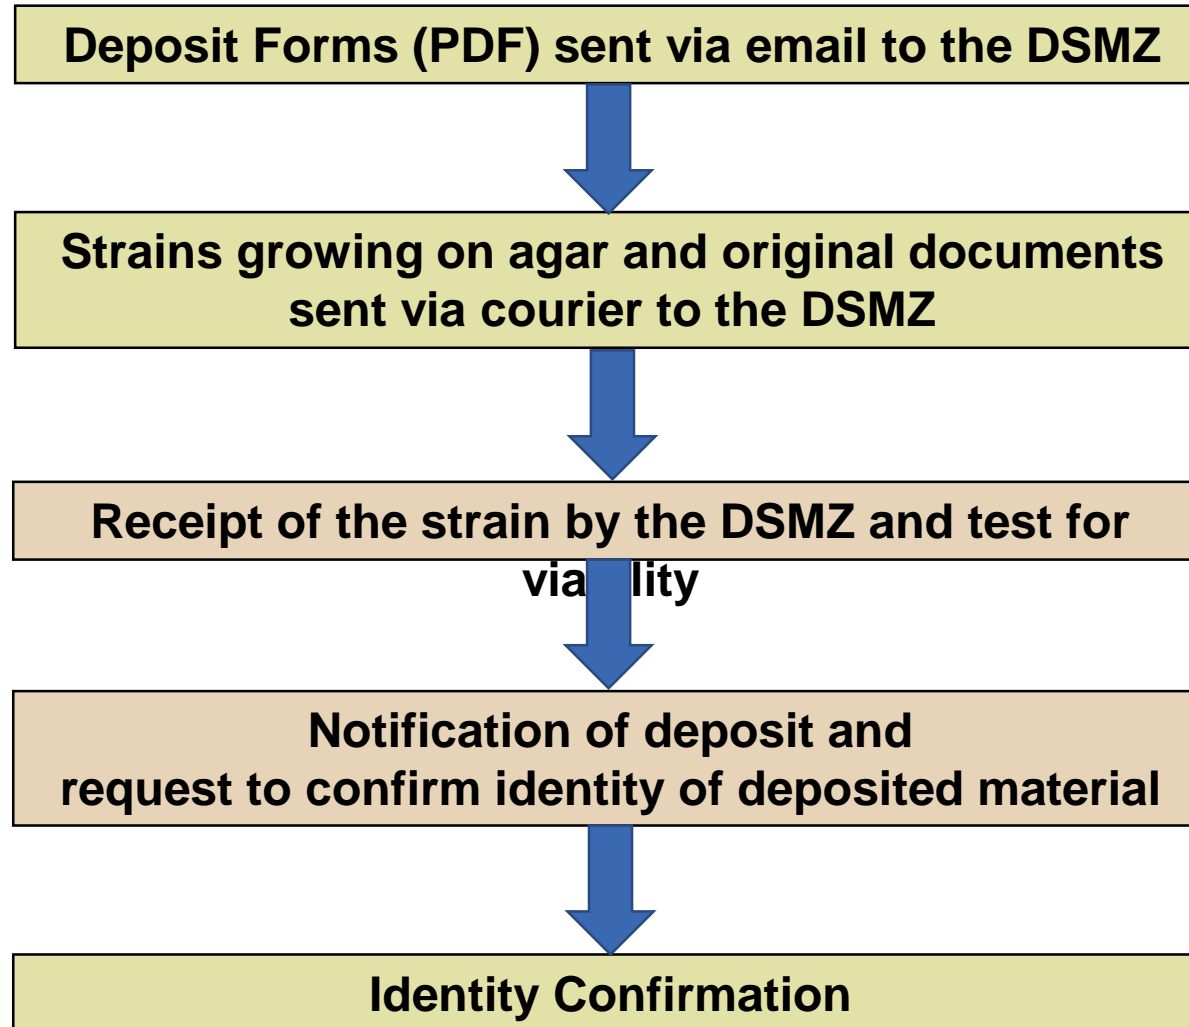 Deposit Forms (PDF) sent via email to the DSMZ
Strains growing on agar and original documents
sent via courier to the DSMZ
Receipt of the strain by the DSMZ and test for
viability
Notification of deposit and
request to confirm identity of deposited material
Identity Confirmation